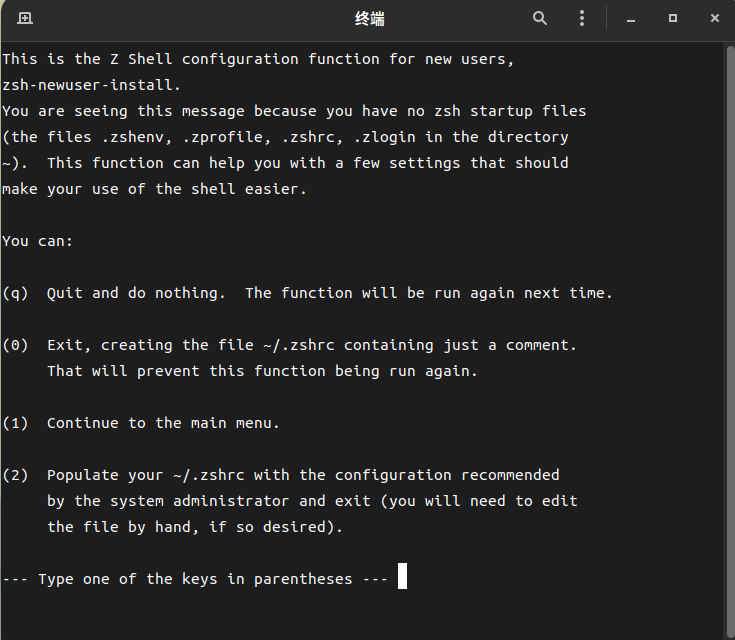 终端
This is the Z Shell configuration function for new users,
zsh-newuser-install.
You are seeing this message because you have no zsh startup files
(the files .zshenv, .zprofile, .zshrc, .zlogin in the directory
~).  This function can help you with a few settings that should
make your use of the shell easier.

You can:

(q)  Quit and do nothing.  The function will be run again next time.

(0)  Exit, creating the file ~/.zshrc containing just a comment.
     That will prevent this function being run again.

(1)  Continue to the main menu.

(2)  Populate your ~/.zshrc with the configuration recommended
     by the system administrator and exit (you will need to edit
     the file by hand, if so desired).

--- Type one of the keys in parentheses ---